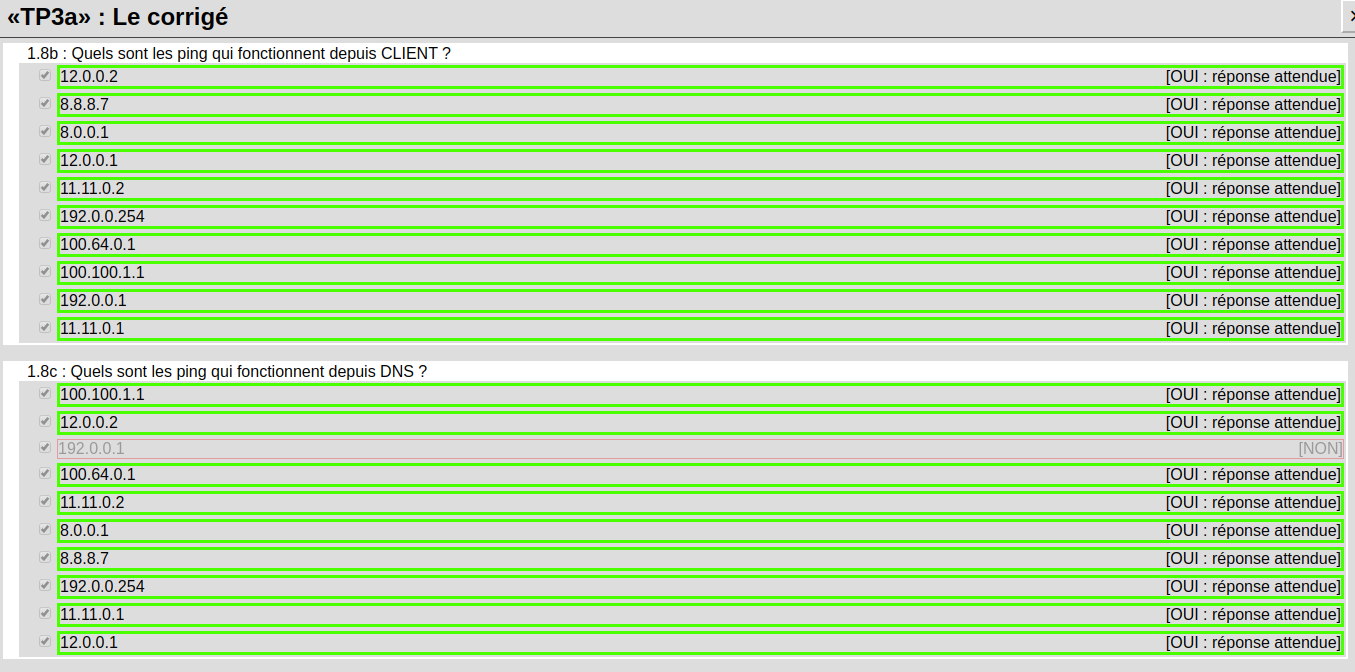 «TP3a» : Le corrigé
1.8b : Quels sont les ping qui fonctionnent depuis CLIENT ?
12.0.0.2 [OUI : réponse attendue]
8.8.8.7 [OUI : réponse attendue]
8.0.0.1 [OUI : réponse attendue]
12.0.0.1 [OUI : réponse attendue]
11.11.0.2 [OUI : réponse attendue]
192.0.0.254 [OUI : réponse attendue]
100.64.0.1 [OUI : réponse attendue]
100.100.1.1 [OUI : réponse attendue]
192.0.0.1 [OUI : réponse attendue]
11.11.0.1 [OUI : réponse attendue]
1.8c : Quels sont les ping qui fonctionnent depuis DNS ?
100.100.1.1 [OUI : réponse attendue]
12.0.0.2 [OUI : réponse attendue]
192.0.0.1 [NON]
100.64.0.1 [OUI : réponse attendue]
11.11.0.2 [OUI : réponse attendue]
8.0.0.1 [OUI : réponse attendue]
8.8.8.7 [OUI : réponse attendue]
192.0.0.254 [OUI : réponse attendue]
11.11.0.1 [OUI : réponse attendue]
12.0.0.1 [OUI : réponse attendue]